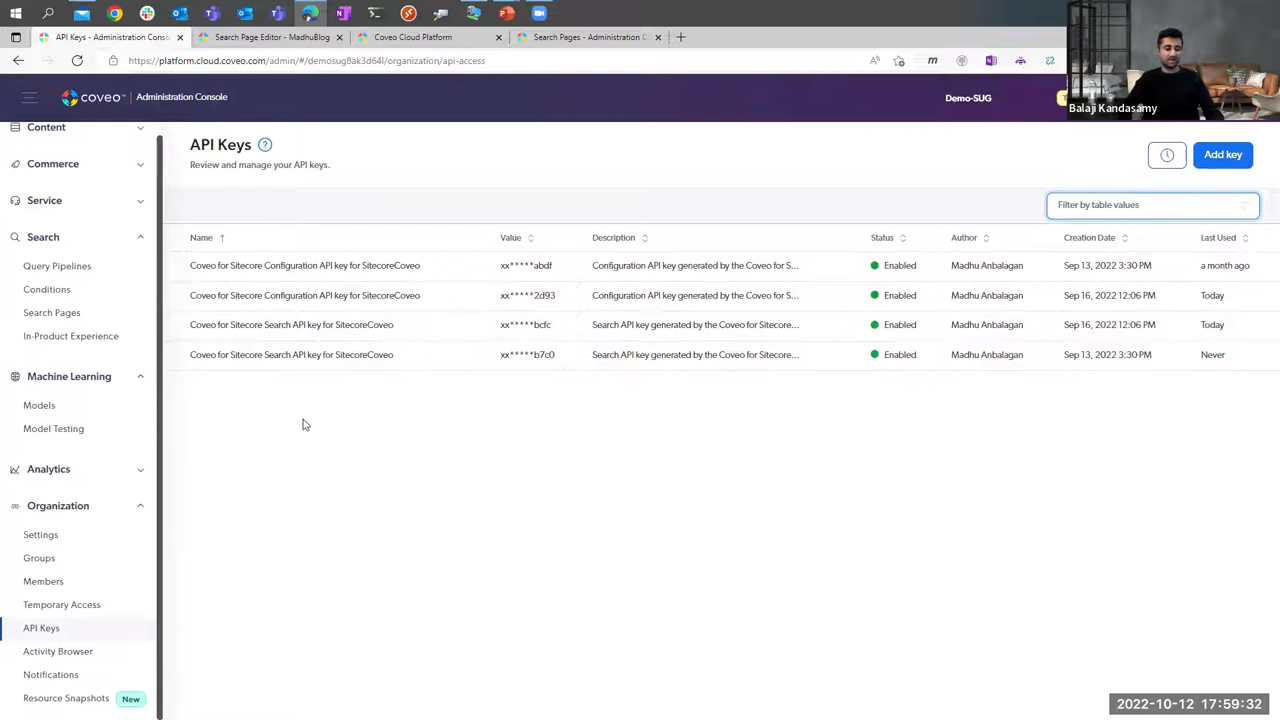 API Keys - Administration Conso
Search Page Editor - MadhuBlog
Coveo Cloud Platform
Search Pages - Administration C
https://platform.cloud.coveo.com/admin/#/demosug8ak3d64l/organization/api-access
coveo™ Administration Console
Demo-SUG
Balaji Kandasamy
Content
Commerce
Service
Search
Query Pipelines
Conditions
Search Pages
In-Product Experience
Machine Learning
Models
Model Testing
Analytics
Organization
Settings
Groups
Members
Temporary Access
API Keys
Activity Browser
Notifications
Resource Snapshots New
API Keys
Review and manage your API keys.
Add key
Filter by table values
Name Value Description Status Author Creation Date Last Used
Coveo for Sitecore Configuration API key for SitecoreCoveo xx*****abdf Configuration API key generated by the Coveo for S... Enabled Madhu Anbalagan Sep 13, 2022 3:30 PM a month ago
Coveo for Sitecore Configuration API key for SitecoreCoveo xx*****2d93 Configuration API key generated by the Coveo for S... Enabled Madhu Anbalagan Sep 16, 2022 12:06 PM Today
Coveo for Sitecore Search API key for SitecoreCoveo xx*****bcfc Search API key generated by the Coveo for Sitecore... Enabled Madhu Anbalagan Sep 16, 2022 12:06 PM Today
Coveo for Sitecore Search API key for SitecoreCoveo xx*****b7c0 Search API key generated by the Coveo for Sitecore... Enabled Madhu Anbalagan Sep 13, 2022 3:30 PM Never
2022-10-12 17:59:32